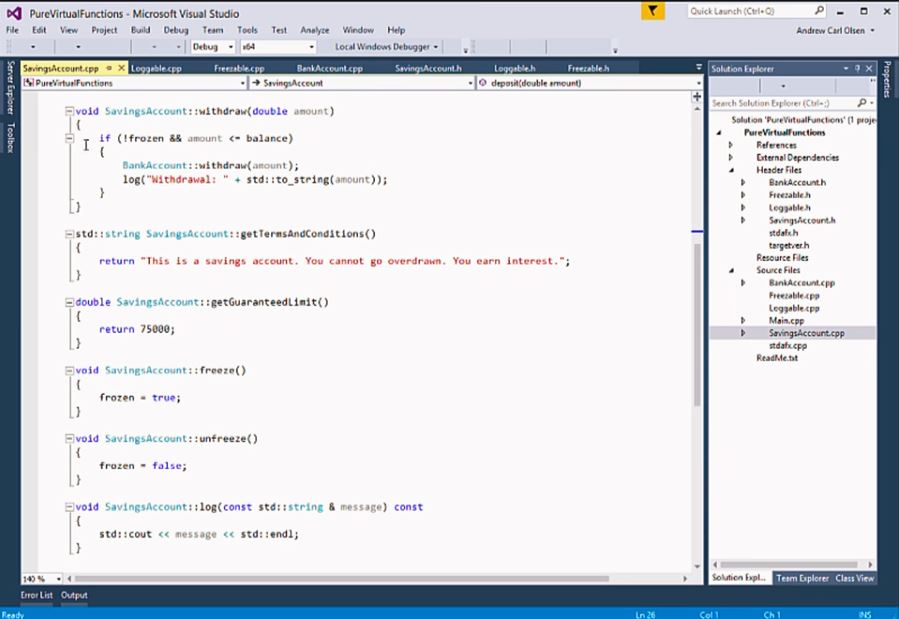 PureVirtualFunctions - Microsoft Visual Studio
Quick Launch (Ctrl+Q)
File Edit View Project Build Debug Team Tools Test Analyze Window Help
Andrew Carl Olsen
Debug x64 Local Windows Debugger
SavingsAccount.cpp Loggable.cpp Freezable.cpp BankAccount.cpp SavingsAccount.h Loggable.h Freezable.h
PureVirtualFunctions SavingsAccount deposit(double amount)
Server Explorer
Toolbox
void SavingsAccount::withdraw(double amount)
{
if (!frozen && amount <= balance)
{
BankAccount::withdraw(amount);
log("Withdrawal: " + std::to_string(amount));
}
}
std::string SavingsAccount::getTermsAndConditions()
{
return "This is a savings account. You cannot go overdrawn. You earn interest.";
}
double SavingsAccount::getGuaranteedLimit()
{
return 75000;
}
void SavingsAccount::freeze()
{
frozen = true;
}
void SavingsAccount::unfreeze()
{
frozen = false;
}
void SavingsAccount::log(const std::string & message) const
{
std::cout << message << std::endl;
}
140 %
Solution Explorer
Search Solution Explorer (Ctrl+;)
Solution 'PureVirtualFunctions' (1 proje
PureVirtualFunctions
References
External Dependencies
Header Files
BankAccount.h
Freezable.h
Loggable.h
SavingsAccount.h
stdafx.h
targetver.h
Resource Files
Source Files
BankAccount.cpp
Freezable.cpp
Loggable.cpp
Main.cpp
SavingsAccount.cpp
stdafx.cpp
ReadMe.txt
Solution Expl... Team Explorer Class View
Properties
Error List Output
Ready Ln 26 Col 1 Ch 1 INS